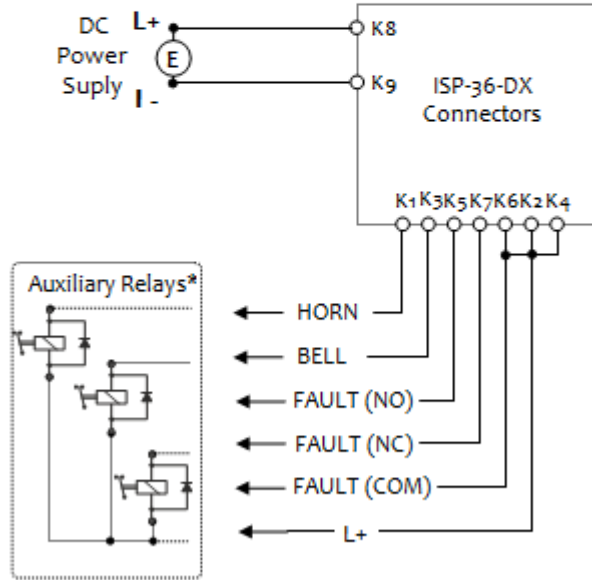 DC
Power
Suply
L+
E
I -
K8
K9
ISP-36-DX
Connectors
K1 K3 K5 K7 K6 K2 K4
Auxiliary Relays*
HORN
BELL
FAULT (NO)
FAULT (NC)
FAULT (COM)
L+